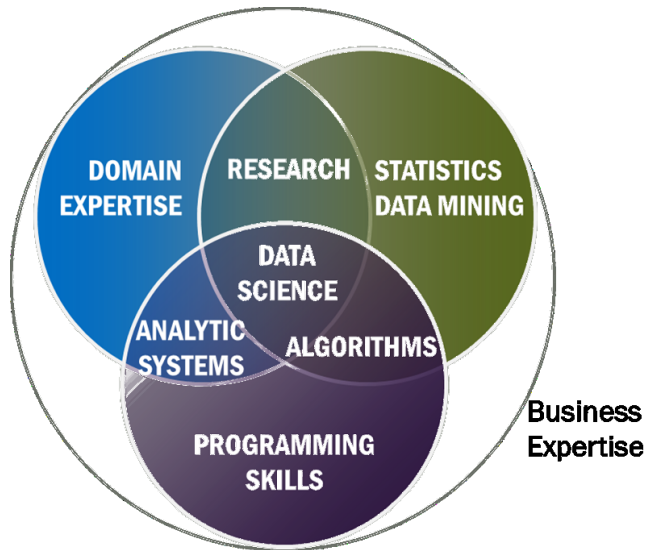 DOMAIN
EXPERTISE
RESEARCH
STATISTICS
DATA MINING
DATA
SCIENCE
ANALYTIC
SYSTEMS
ALGORITHMS
PROGRAMMING
SKILLS
Business
Expertise